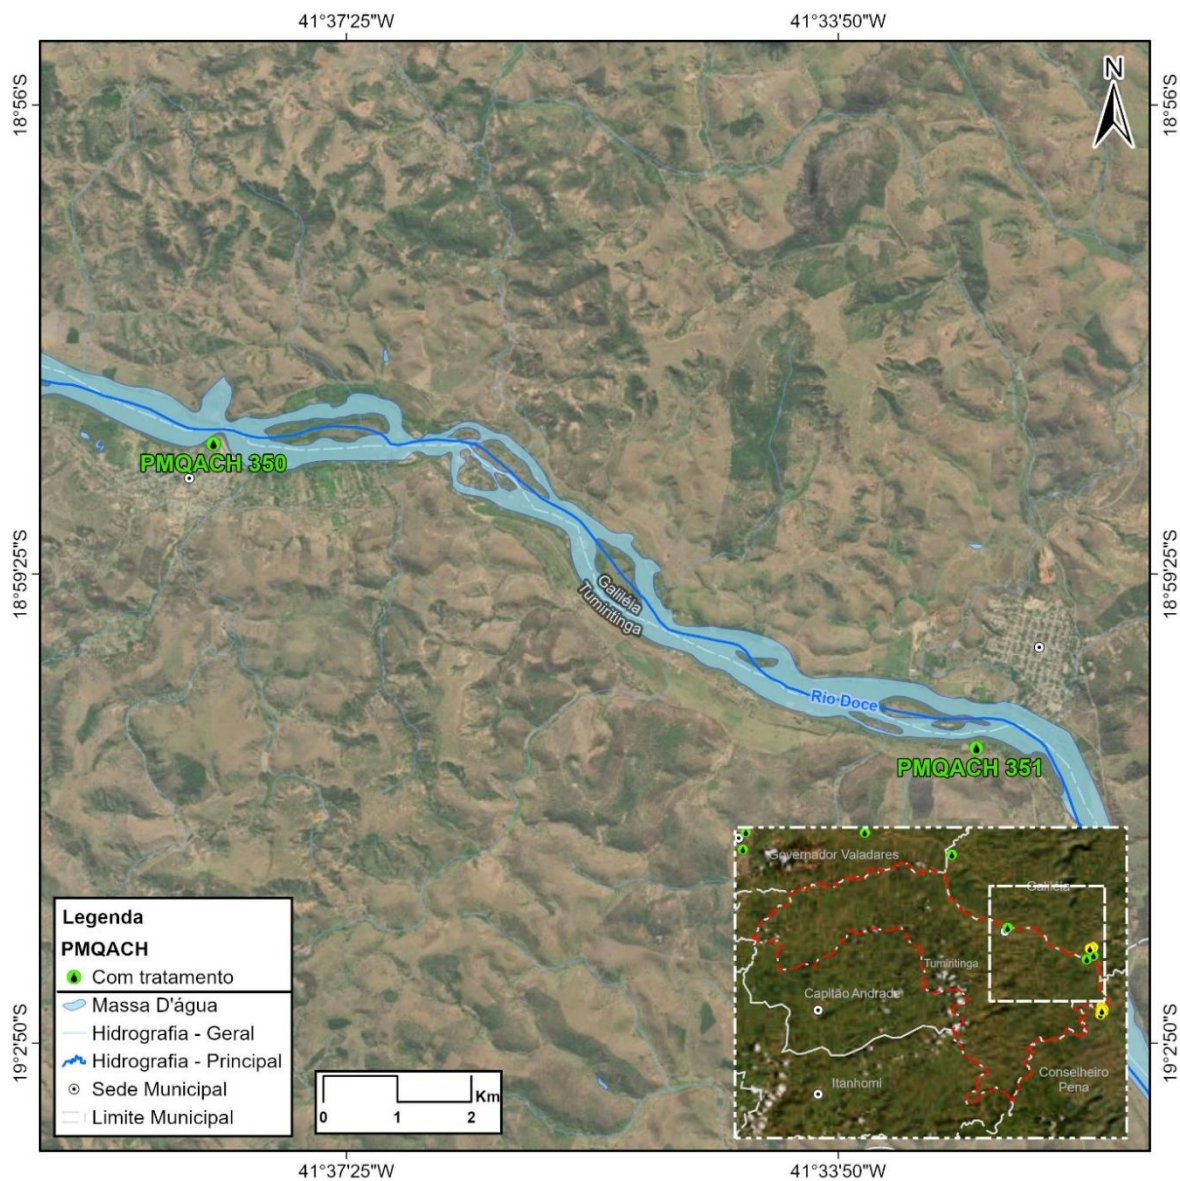 41°37'25"W
41°33'50"W
18°56'S
18°56'S
N
PMQACH 350
18°59'25"S
18°59'25"S
Galiléia
Tumiritinga
Rio Doce
PMQACH 351
Legenda
PMQACH
Com tratamento
Massa D'água
Hidrografia - Geral
Hidrografia - Principal
Sede Municipal
Limite Municipal
Km
0 1 2
Governador Valadares
Galiléia
Tumiritinga
Capitão Andrade
Itanhomi
Conselheiro
Pena
19°2'50"S
19°2'50"S
41°37'25"W
41°33'50"W